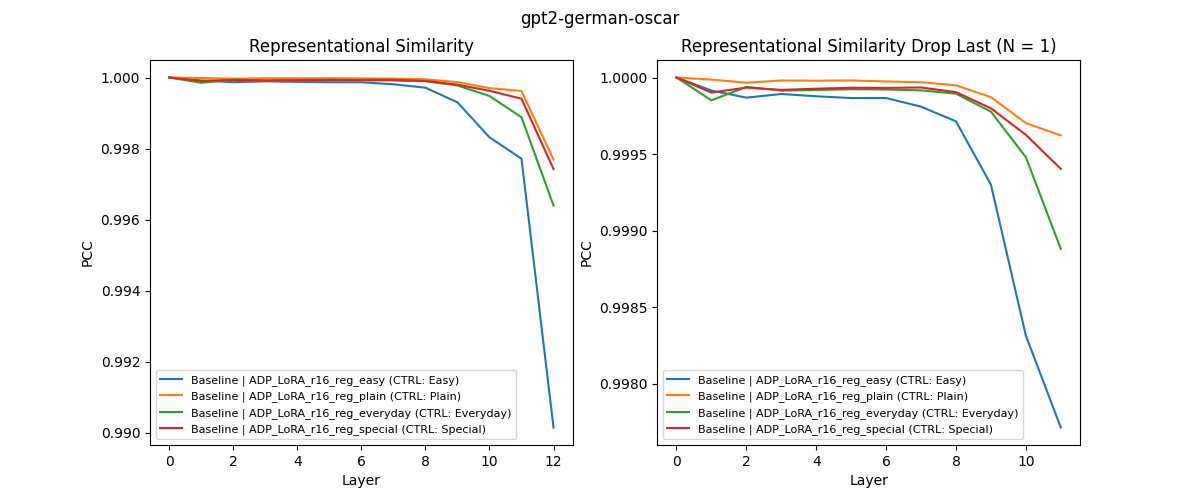 gpt2-german-oscar
Representational Similarity
PCC
1.000
0.998
0.996
0.994
0.992
0.990
0 2 4 6 8 10 12
Layer
Baseline | ADP_LoRA_r16_reg_easy (CTRL: Easy)
Baseline | ADP_LoRA_r16_reg_plain (CTRL: Plain)
Baseline | ADP_LoRA_r16_reg_everyday (CTRL: Everyday)
Baseline | ADP_LoRA_r16_reg_special (CTRL: Special)
Representational Similarity Drop Last (N = 1)
PCC
1.0000
0.9995
0.9990
0.9985
0.9980
0 2 4 6 8 10
Layer
Baseline | ADP_LoRA_r16_reg_easy (CTRL: Easy)
Baseline | ADP_LoRA_r16_reg_plain (CTRL: Plain)
Baseline | ADP_LoRA_r16_reg_everyday (CTRL: Everyday)
Baseline | ADP_LoRA_r16_reg_special (CTRL: Special)